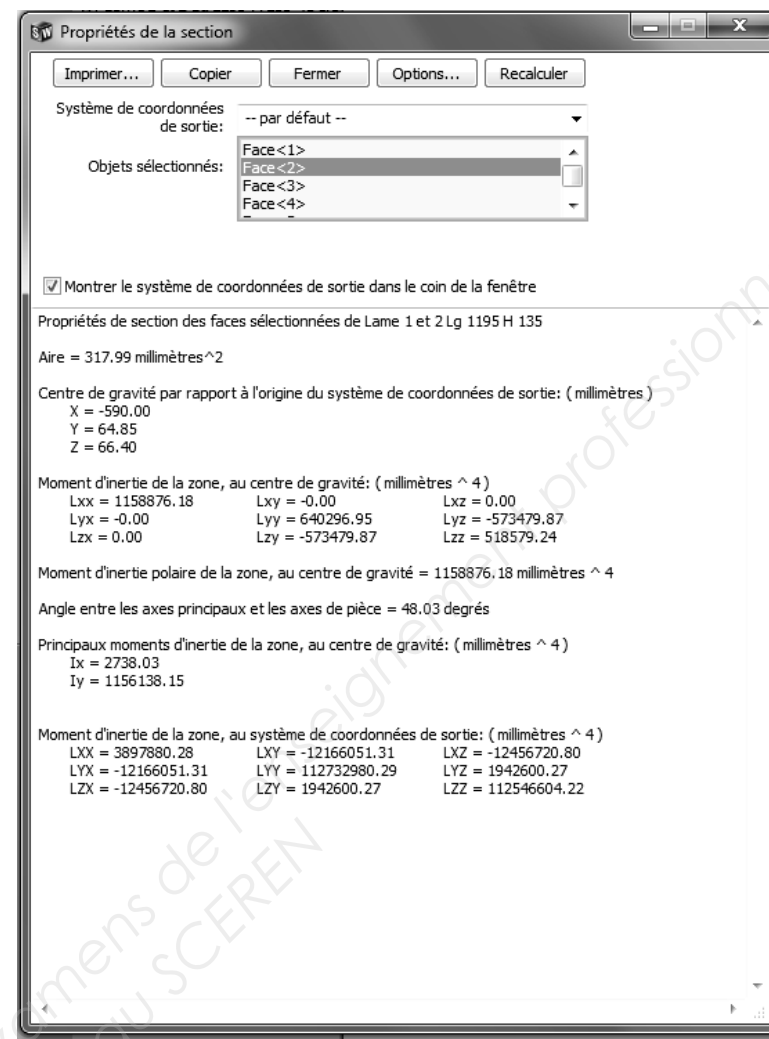 Propriétés de la section
Imprimer... Copier Fermer Options... Recalculer
Système de coordonnées de sortie: -- par défaut --
Objets sélectionnés:
Face<1>
Face<2>
Face<3>
Face<4>
Montrer le système de coordonnées de sortie dans le coin de la fenêtre
Propriétés de section des faces sélectionnées de Lame 1 et 2 Lg 1195 H 135
Aire = 317.99 millimètres^2
Centre de gravité par rapport à l'origine du système de coordonnées de sortie: ( millimètres )
X = -590.00
Y = 64.85
Z = 66.40
Moment d'inertie de la zone, au centre de gravité: ( millimètres ^ 4 )
Lxx = 1158876.18 Lxy = -0.00 Lxz = 0.00
Lyx = -0.00 Lyy = 640296.95 Lyz = -573479.87
Lzx = 0.00 Lzy = -573479.87 Lzz = 518579.24
Moment d'inertie polaire de la zone, au centre de gravité = 1158876.18 millimètres ^ 4
Angle entre les axes principaux et les axes de pièce = 48.03 degrés
Principaux moments d'inertie de la zone, au centre de gravité: ( millimètres ^ 4 )
Ix = 2738.03
Iy = 1156138.15
Moment d'inertie de la zone, au système de coordonnées de sortie: ( millimètres ^ 4 )
LXX = 3897880.28 LXY = -12166051.31 LXZ = -12456720.80
LYX = -12166051.31 LYY = 112732980.29 LYZ = 1942600.27
LZX = -12456720.80 LZY = 1942600.27 LZZ = 112546604.22
examens de l'enseignement profession
au SCEREN